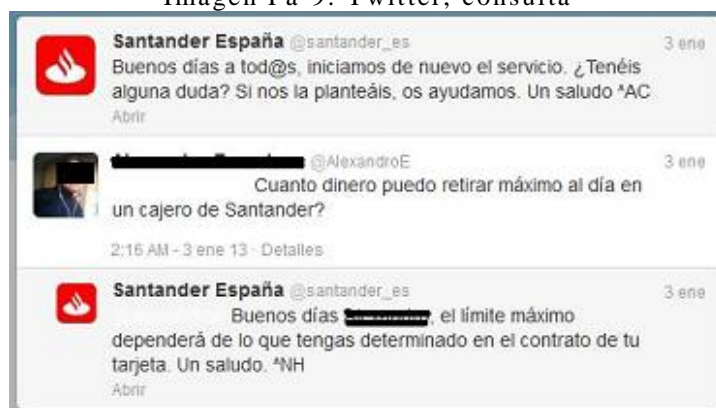 Imagen Pa-9. Twitter, consulta
Santander España @santander_es 3 ene
Buenos días a tod@s, iniciamos de nuevo el servicio. ¿Tenéis
alguna duda? Si nos la planteáis, os ayudamos. Un saludo ^AC
Abrir
@AlexandroE 3 ene
Cuanto dinero puedo retirar máximo al día en
un cajero de Santander?
2:16 AM - 3 ene 13 · Detalles
Santander España @santander_es 3 ene
Buenos días , el límite máximo
dependerá de lo que tengas determinado en el contrato de tu
tarjeta. Un saludo. ^NH
Abrir